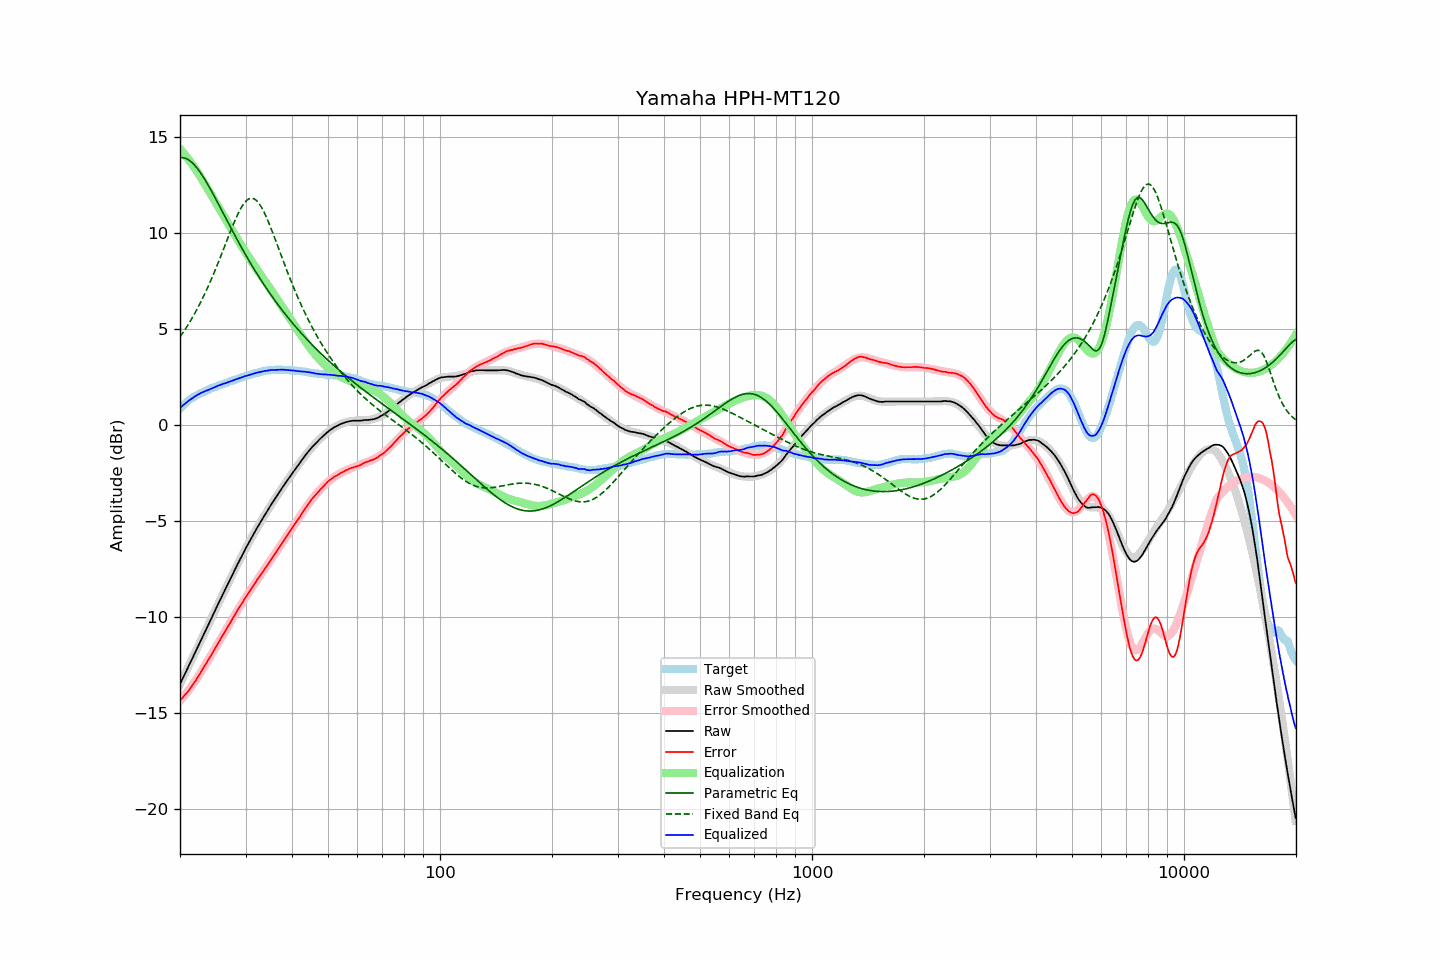 Yamaha HPH-MT120
15
10
5
0
−5
−10
−15
−20
Amplitude (dBr)
Target
Raw Smoothed
Error Smoothed
Raw
Error
Equalization
Parametric Eq
Fixed Band Eq
Equalized
100 1000 10000
Frequency (Hz)